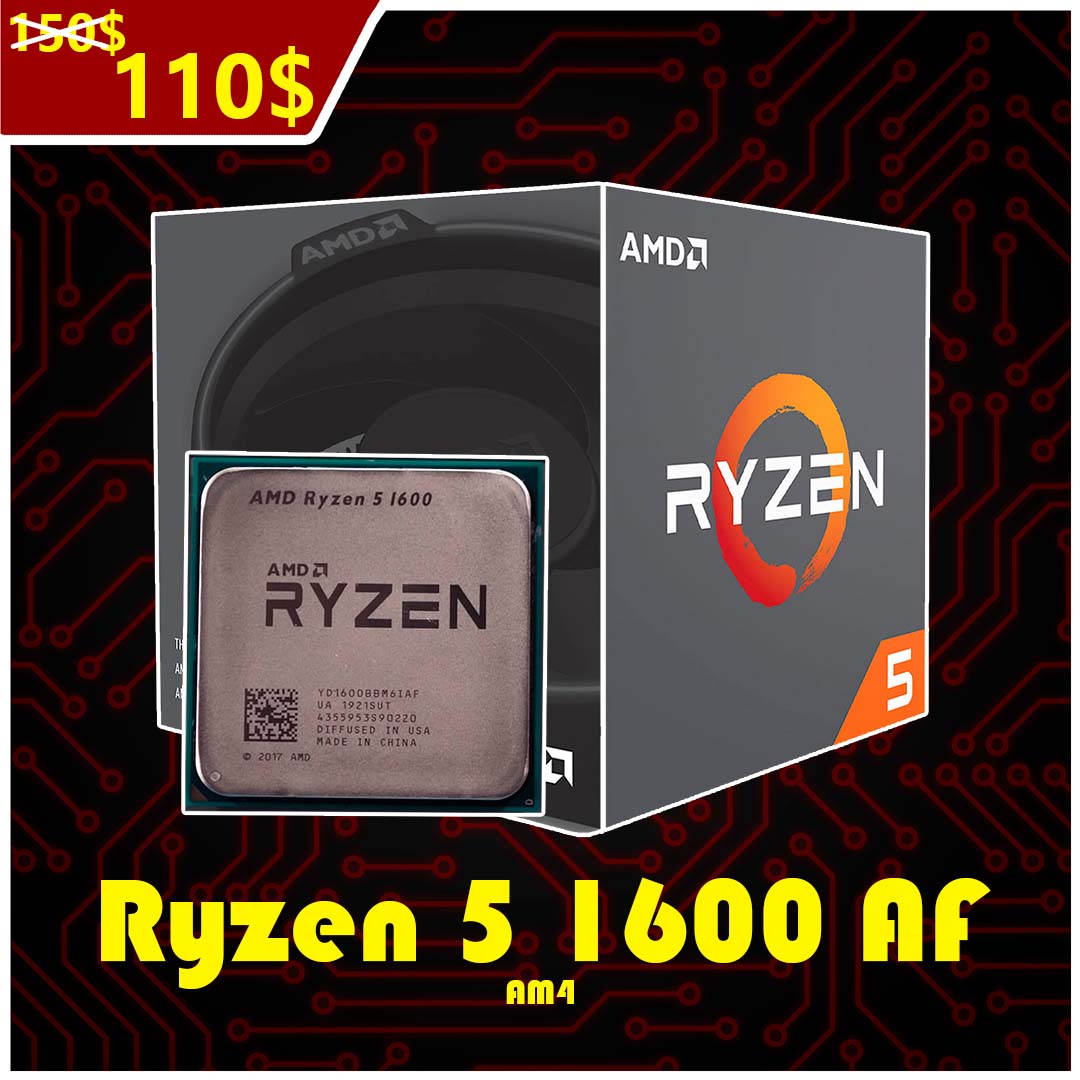 150$
110$
AMD
AMD
RYZEN
5
AMD Ryzen 5 1600
AMD
RYZEN
YD1600BBM6IAF
UA 1921SUT
4355953S90220
DIFFUSED IN USA
MADE IN CHINA
© 2017 AMD
Ryzen 5 1600 AF
AM4